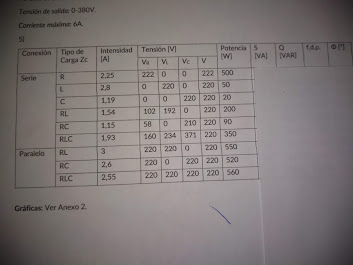 Tensión de salida: 0-380V.
Corriente máxima: 6A.
5)
Conexión Tipo de Carga Zc Intensidad [A] Tensión [V] Potencia [W] S [VA] Q [VAR] f.d.p. Φ [°]
VR VL VC V
Serie R 2,25 222 0 0 222 500
L 2,8 0 220 0 220 50
C 1,19 0 0 220 220 20
RL 1,54 102 192 0 220 200
RC 1,15 58 0 210 220 90
RLC 1,93 160 234 371 220 350
Paralelo RL 3 220 220 0 220 550
RC 2,6 220 0 220 220 520
RLC 2,55 220 220 220 220 560
Gráficas: Ver Anexo 2.